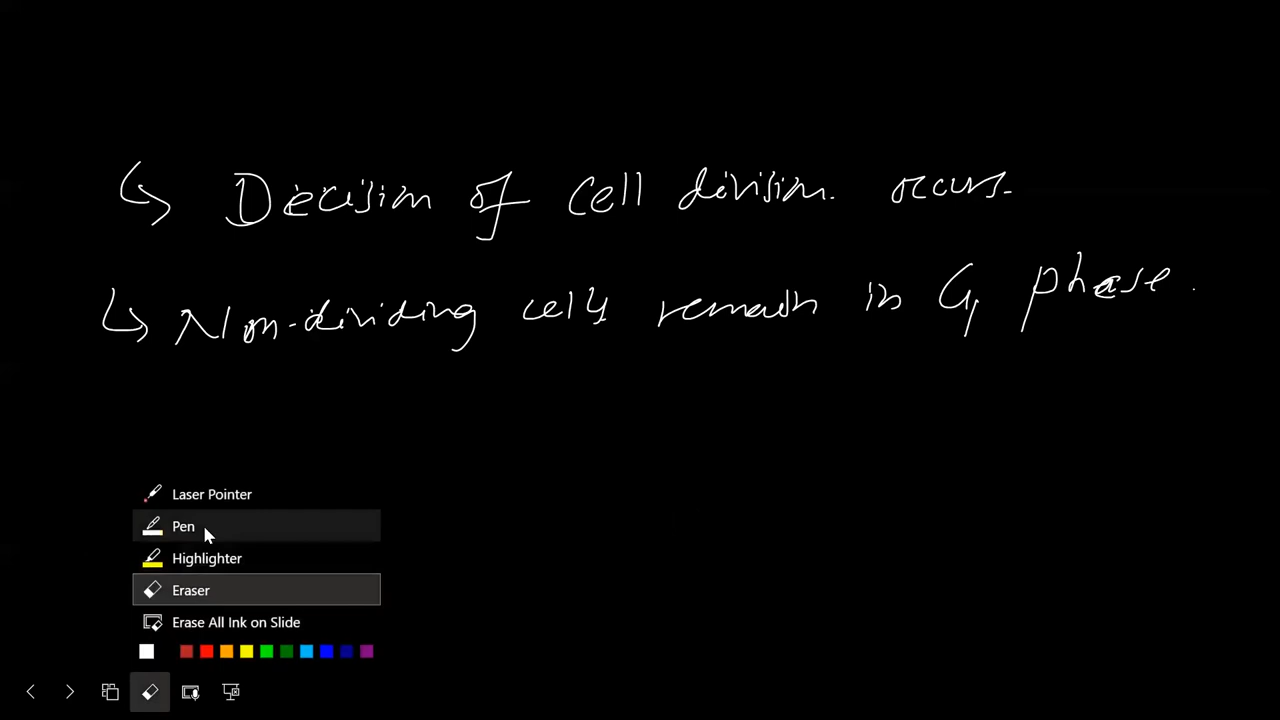 ↳ Decision of cell division. occurs.
↳ Non-dividing cells remain in G1 phase.
Laser Pointer
Pen
Highlighter
Eraser
Erase All Ink on Slide